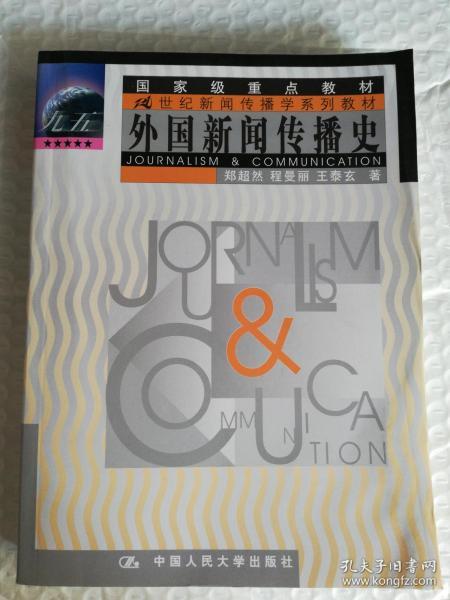 国家级重点教材
21世纪新闻传播学系列教材
外国新闻传播史
JOURNALISM & COMMUNICATION
郑超然 程曼丽 王泰玄 著
九五
★★★★★
JOURNALISM
&
COMMUNICATION
中国人民大学出版社
孔夫子旧书网
www.kongfz.com